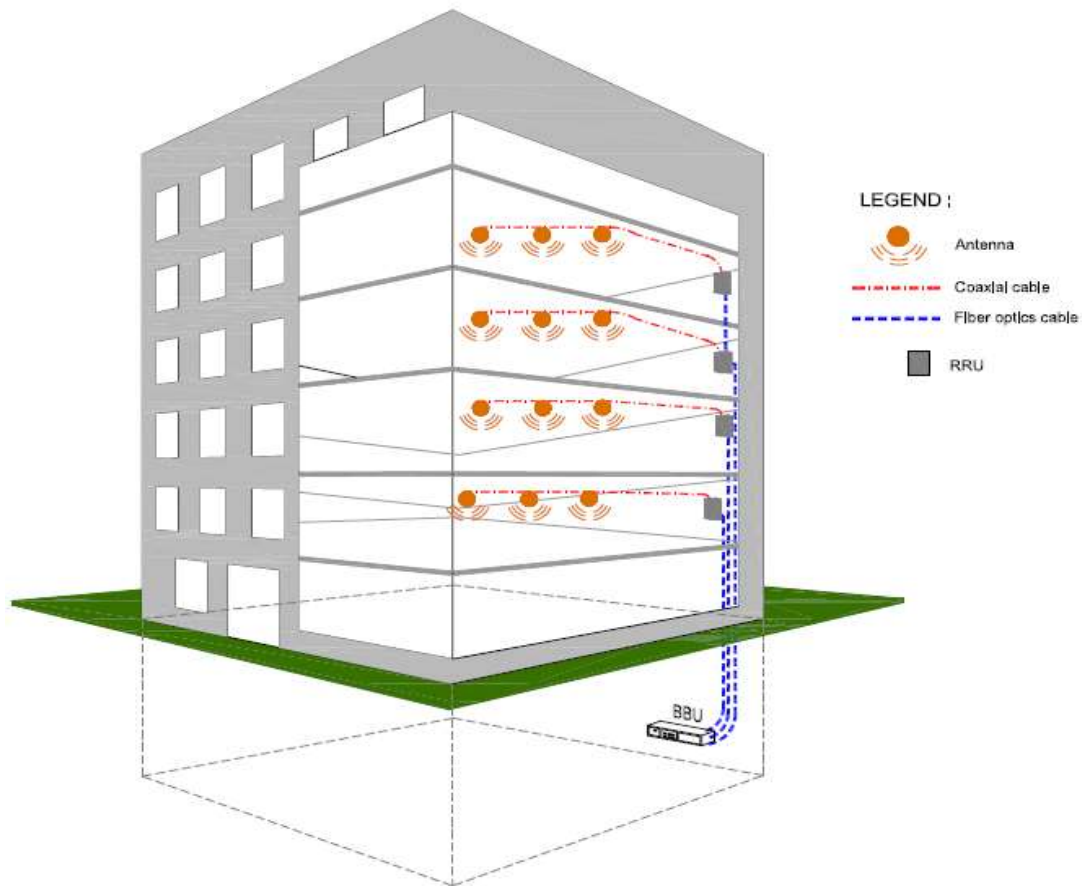 LEGEND :
Antenna
Coaxial cable
Fiber optics cable
RRU
BBU